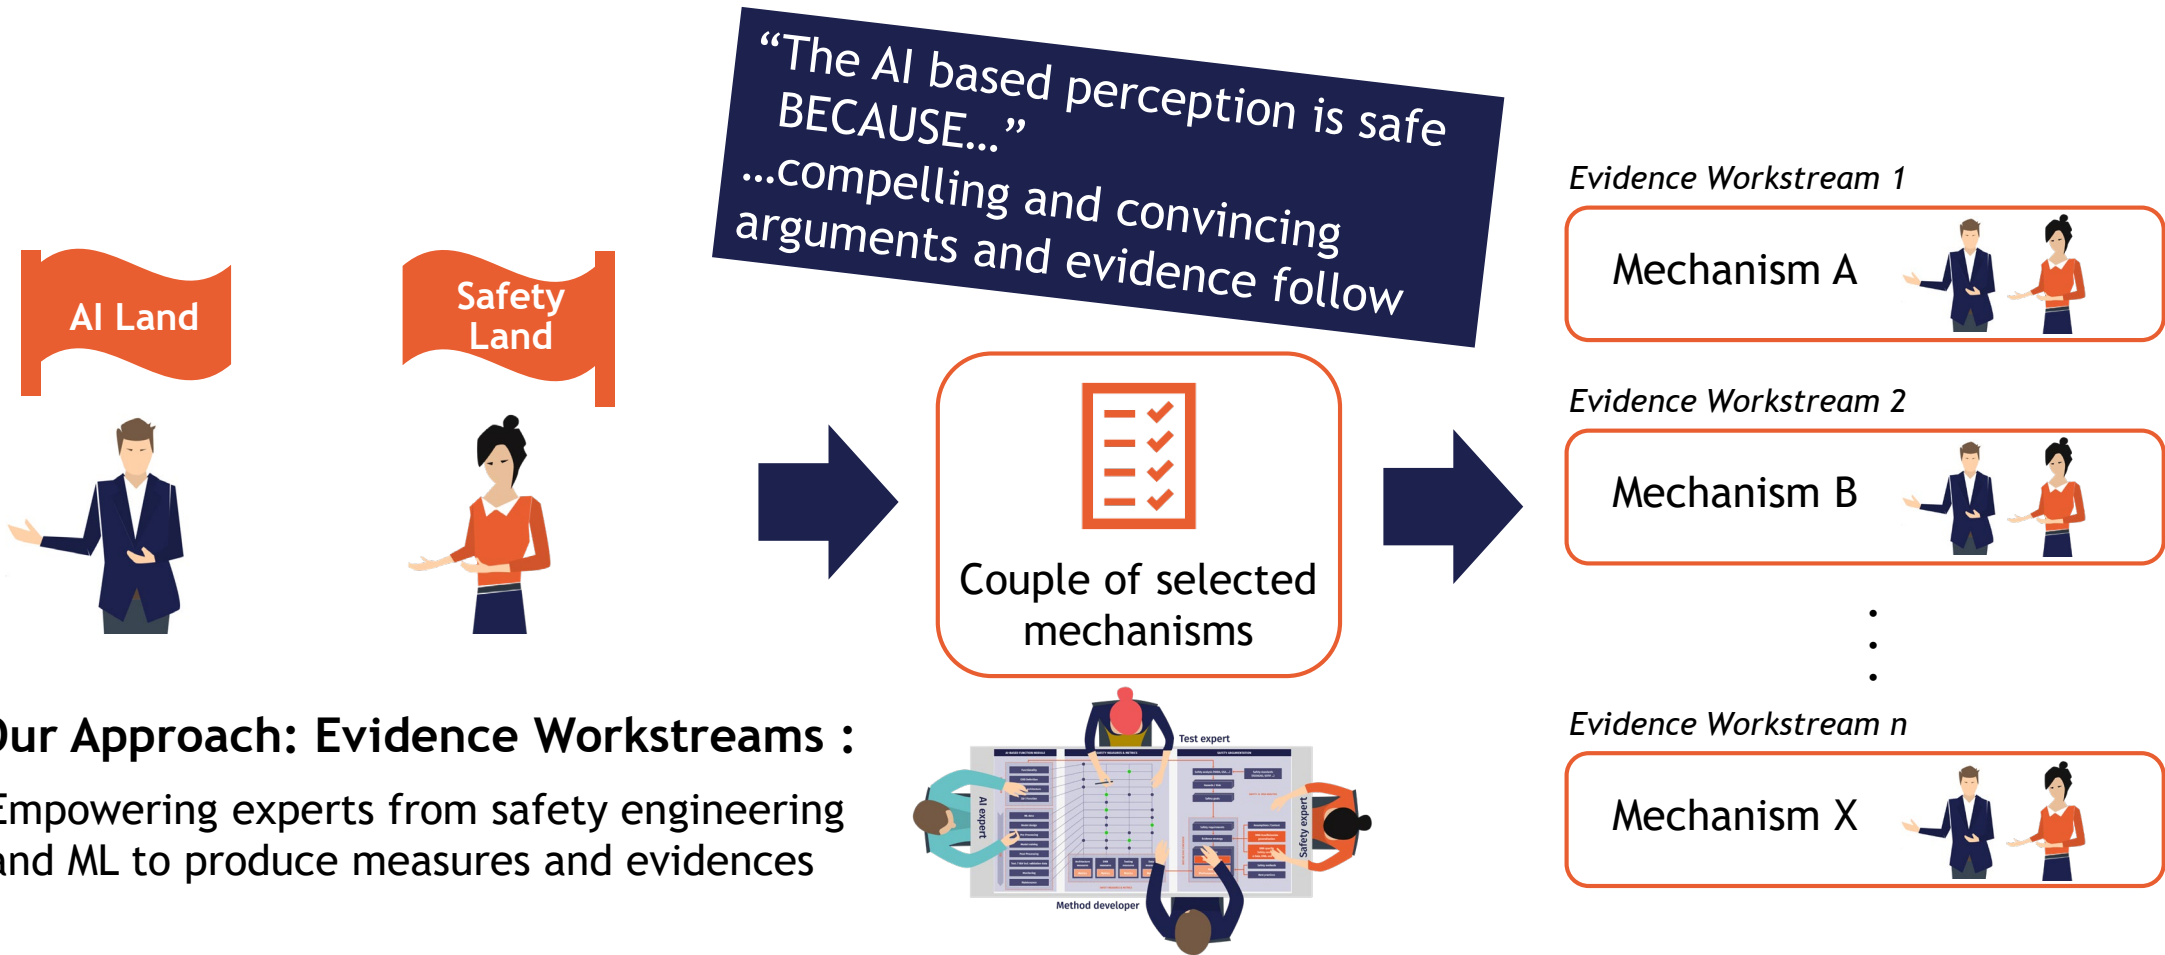 “The AI based perception is safe
BECAUSE…”
…compelling and convincing
arguments and evidence follow
AI Land
Safety
Land
Couple of selected
mechanisms
Evidence Workstream 1
Mechanism A
Evidence Workstream 2
Mechanism B
Evidence Workstream n
Mechanism X
Our Approach: Evidence Workstreams :
Empowering experts from safety engineering
and ML to produce measures and evidences
Test expert
AI expert
Safety expert
Method developer